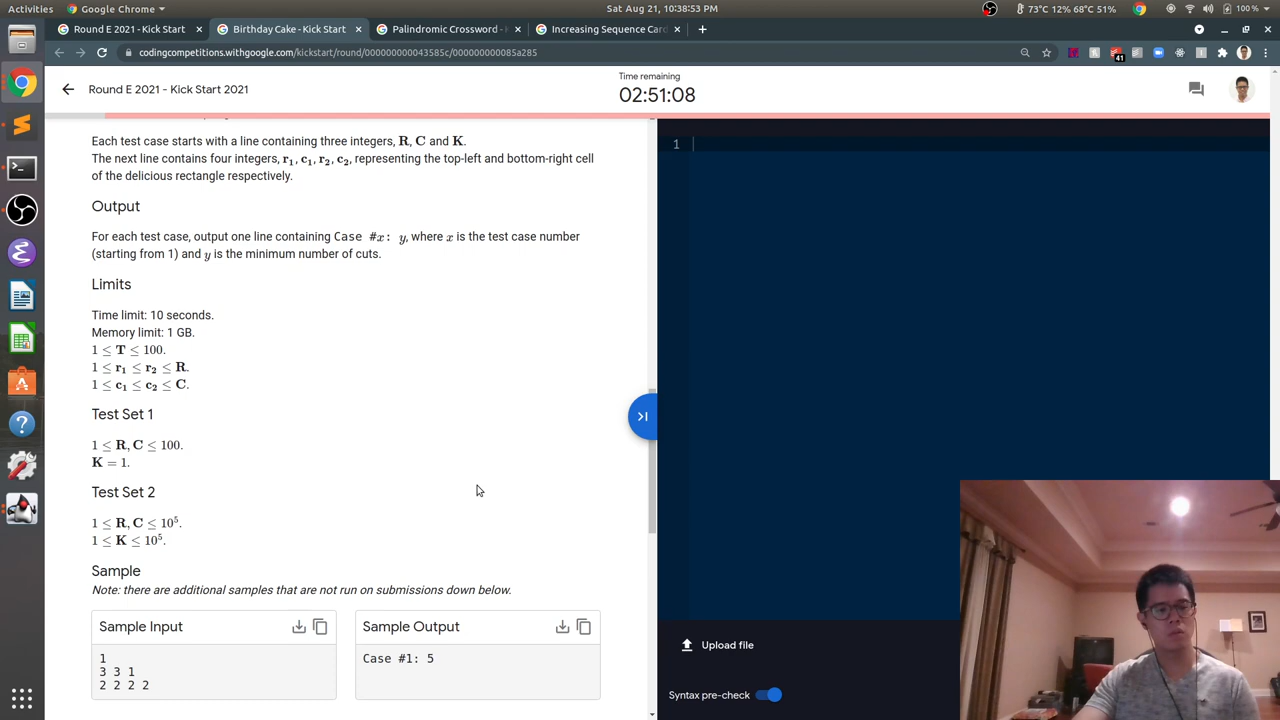 Activities
Google Chrome
Sat Aug 21, 10:38:53 PM
73°C 12% 68°C 51%
100 %
Round E 2021 - Kick Start
Birthday Cake - Kick Start
Palindromic Crossword -
Increasing Sequence Card
codingcompetitions.withgoogle.com/kickstart/round/000000000043585c/000000000085a285
41
Round E 2021 - Kick Start 2021
Time remaining
02:51:08
Each test case starts with a line containing three integers, R, C and K.
The next line contains four integers, r₁, c₁, r₂, c₂, representing the top-left and bottom-right cell
of the delicious rectangle respectively.
Output
For each test case, output one line containing Case #x: y, where x is the test case number
(starting from 1) and y is the minimum number of cuts.
Limits
Time limit: 10 seconds.
Memory limit: 1 GB.
1 ≤ T ≤ 100.
1 ≤ r₁ ≤ r₂ ≤ R.
1 ≤ c₁ ≤ c₂ ≤ C.
Test Set 1
1 ≤ R, C ≤ 100.
K = 1.
Test Set 2
1 ≤ R, C ≤ 10⁵.
1 ≤ K ≤ 10⁵.
Sample
Note: there are additional samples that are not run on submissions down below.
Sample Input
1
3 3 1
2 2 2 2
Sample Output
Case #1: 5
1
Upload file
Syntax pre-check